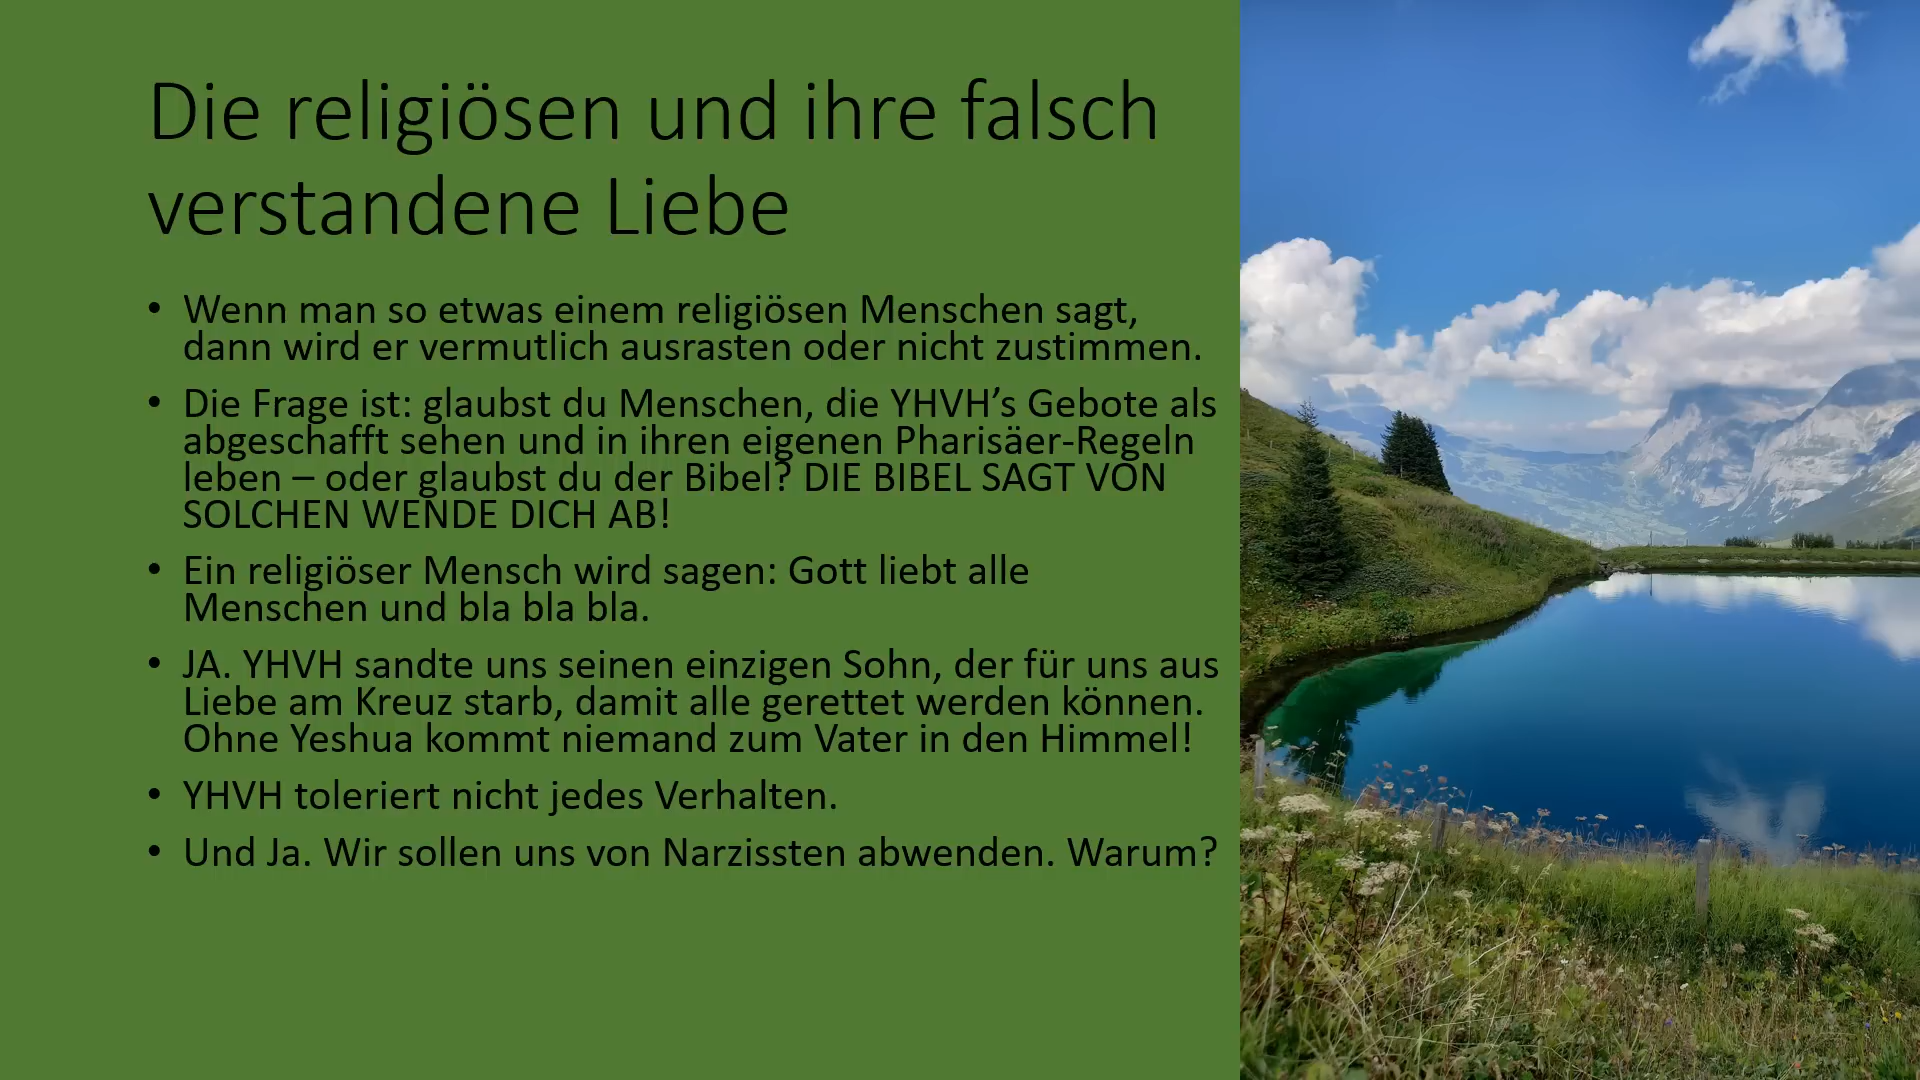 Die religiösen und ihre falsch
verstandene Liebe
• Wenn man so etwas einem religiösen Menschen sagt,
dann wird er vermutlich ausrasten oder nicht zustimmen.
• Die Frage ist: glaubst du Menschen, die YHVH’s Gebote als
abgeschafft sehen und in ihren eigenen Pharisäer-Regeln
leben – oder glaubst du der Bibel? DIE BIBEL SAGT VON
SOLCHEN WENDE DICH AB!
• Ein religiöser Mensch wird sagen: Gott liebt alle
Menschen und bla bla bla.
• JA. YHVH sandte uns seinen einzigen Sohn, der für uns aus
Liebe am Kreuz starb, damit alle gerettet werden können.
Ohne Yeshua kommt niemand zum Vater in den Himmel!
• YHVH toleriert nicht jedes Verhalten.
• Und Ja. Wir sollen uns von Narzissten abwenden. Warum?